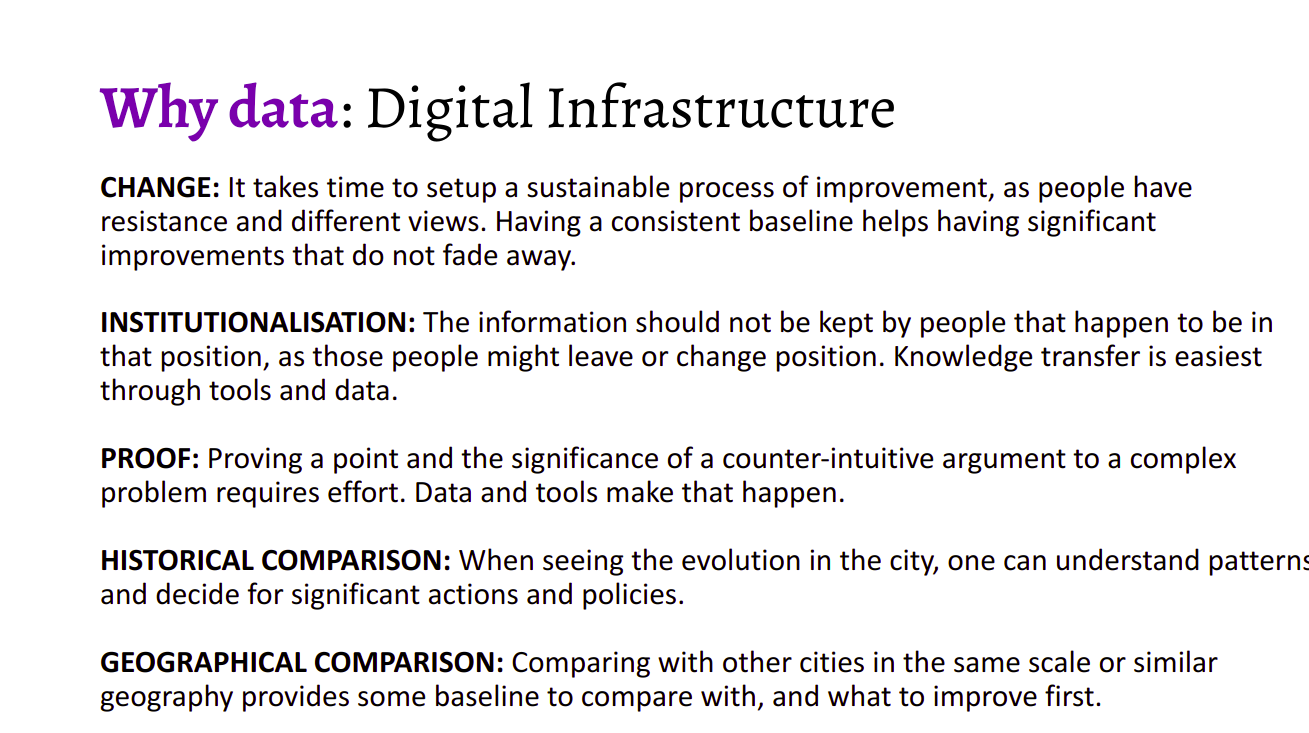 Why data: Digital Infrastructure
CHANGE: It takes time to setup a sustainable process of improvement, as people have
resistance and different views. Having a consistent baseline helps having significant
improvements that do not fade away.
INSTITUTIONALISATION: The information should not be kept by people that happen to be in
that position, as those people might leave or change position. Knowledge transfer is easiest
through tools and data.
PROOF: Proving a point and the significance of a counter-intuitive argument to a complex
problem requires effort. Data and tools make that happen.
HISTORICAL COMPARISON: When seeing the evolution in the city, one can understand patterns
and decide for significant actions and policies.
GEOGRAPHICAL COMPARISON: Comparing with other cities in the same scale or similar
geography provides some baseline to compare with, and what to improve first.